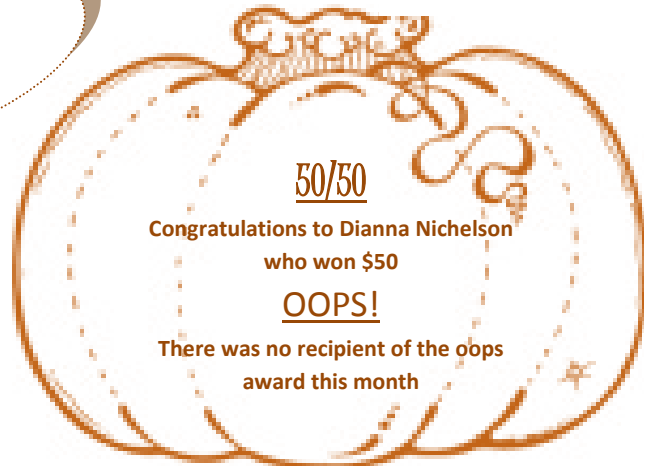 50/50
Congratulations to Dianna Nichelson
who won $50
OOPS!
There was no recipient of the oops
award this month